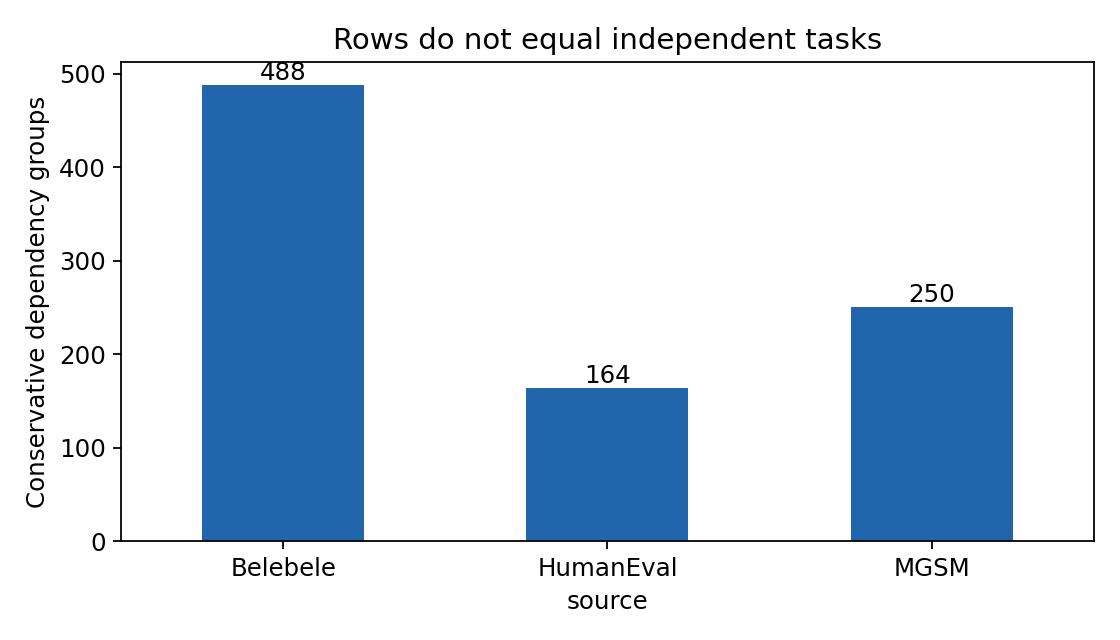 Rows do not equal independent tasks
Conservative dependency groups
500
400
300
200
100
0
488
164
250
Belebele
HumanEval
MGSM
source